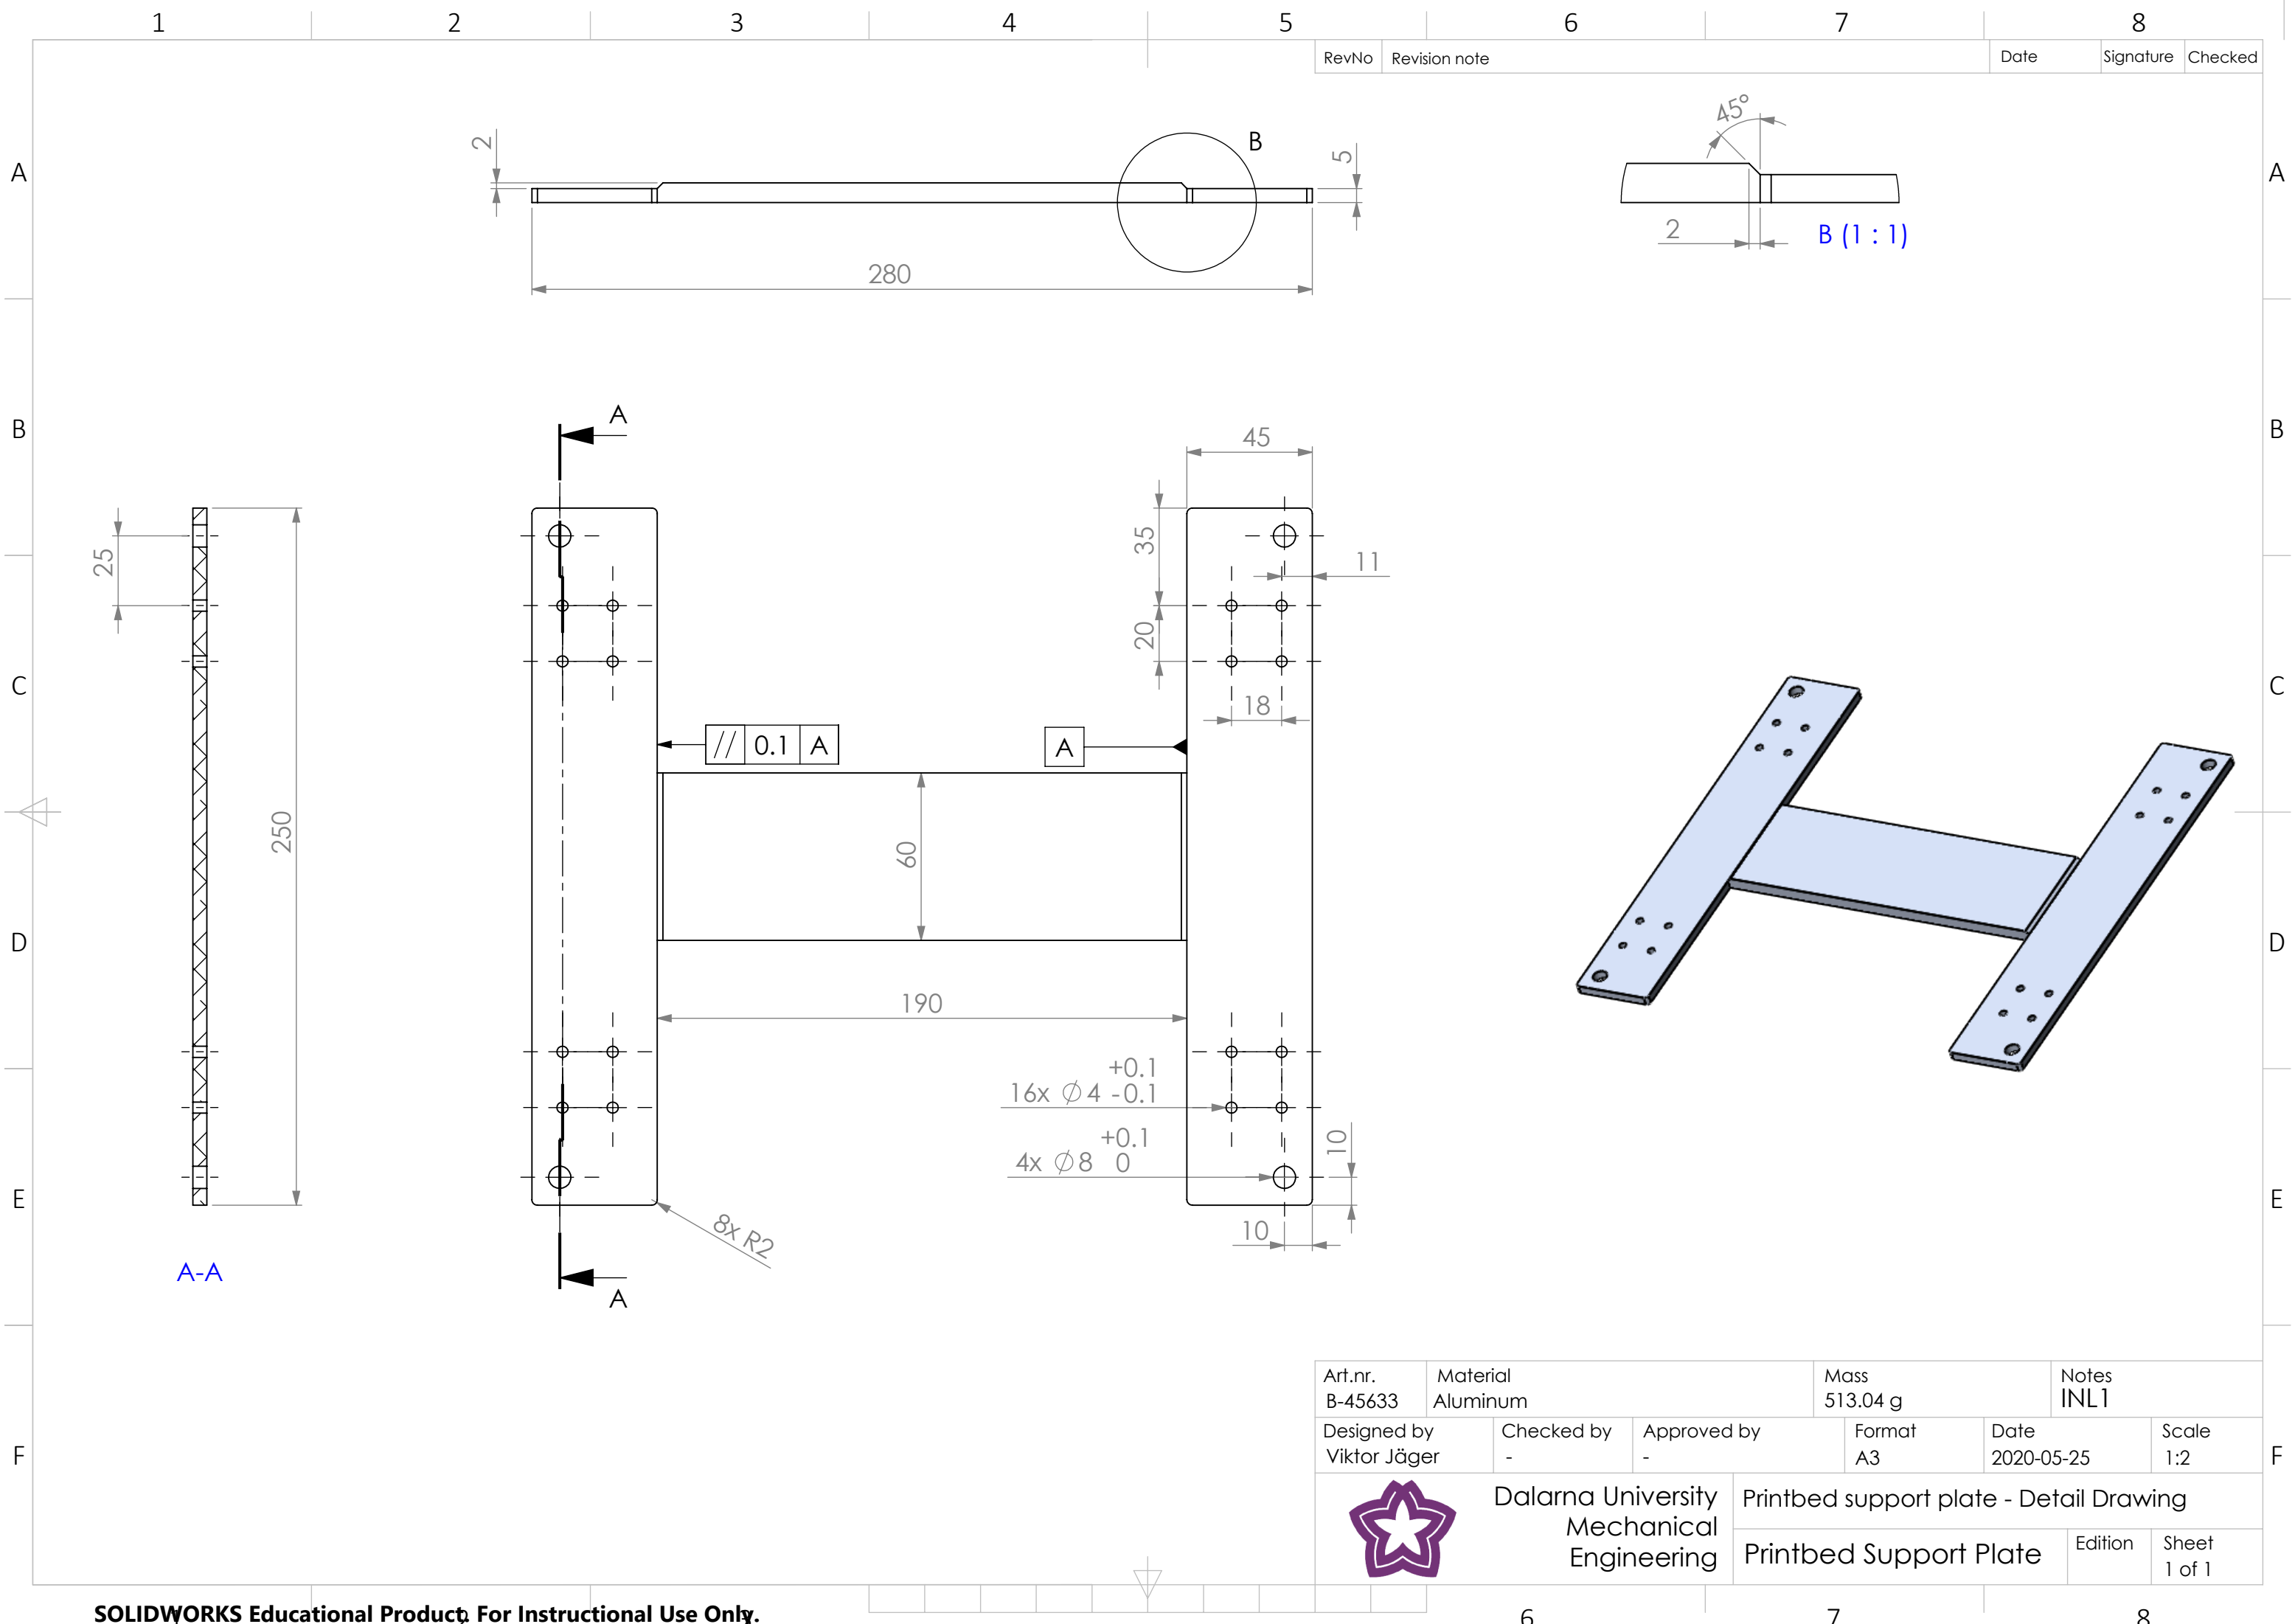 1 2 3 4 5 6 7 8
RevNo Revision note Date Signature Checked
A A
2
B
5
280
45°
2
B (1 : 1)
B B
A
45
25
35
11
20
18
C C
// 0.1 A
A
250
60
D D
190
+0.1
16x ∅4 -0.1
+0.1
4x ∅8 0
10
10
8x R2
E E
A-A
A
Art.nr. Material Mass Notes
B-45633 Aluminum 513.04 g INL1
Designed by Checked by Approved by Format Date Scale
Viktor Jäger - - A3 2020-05-25 1:2
F F
Dalarna University
Mechanical
Engineering
Printbed support plate - Detail Drawing
Printbed Support Plate Edition Sheet
1 of 1
SOLIDWORKS Educational Product. For Instructional Use Only.
1 2 3 6 7 8